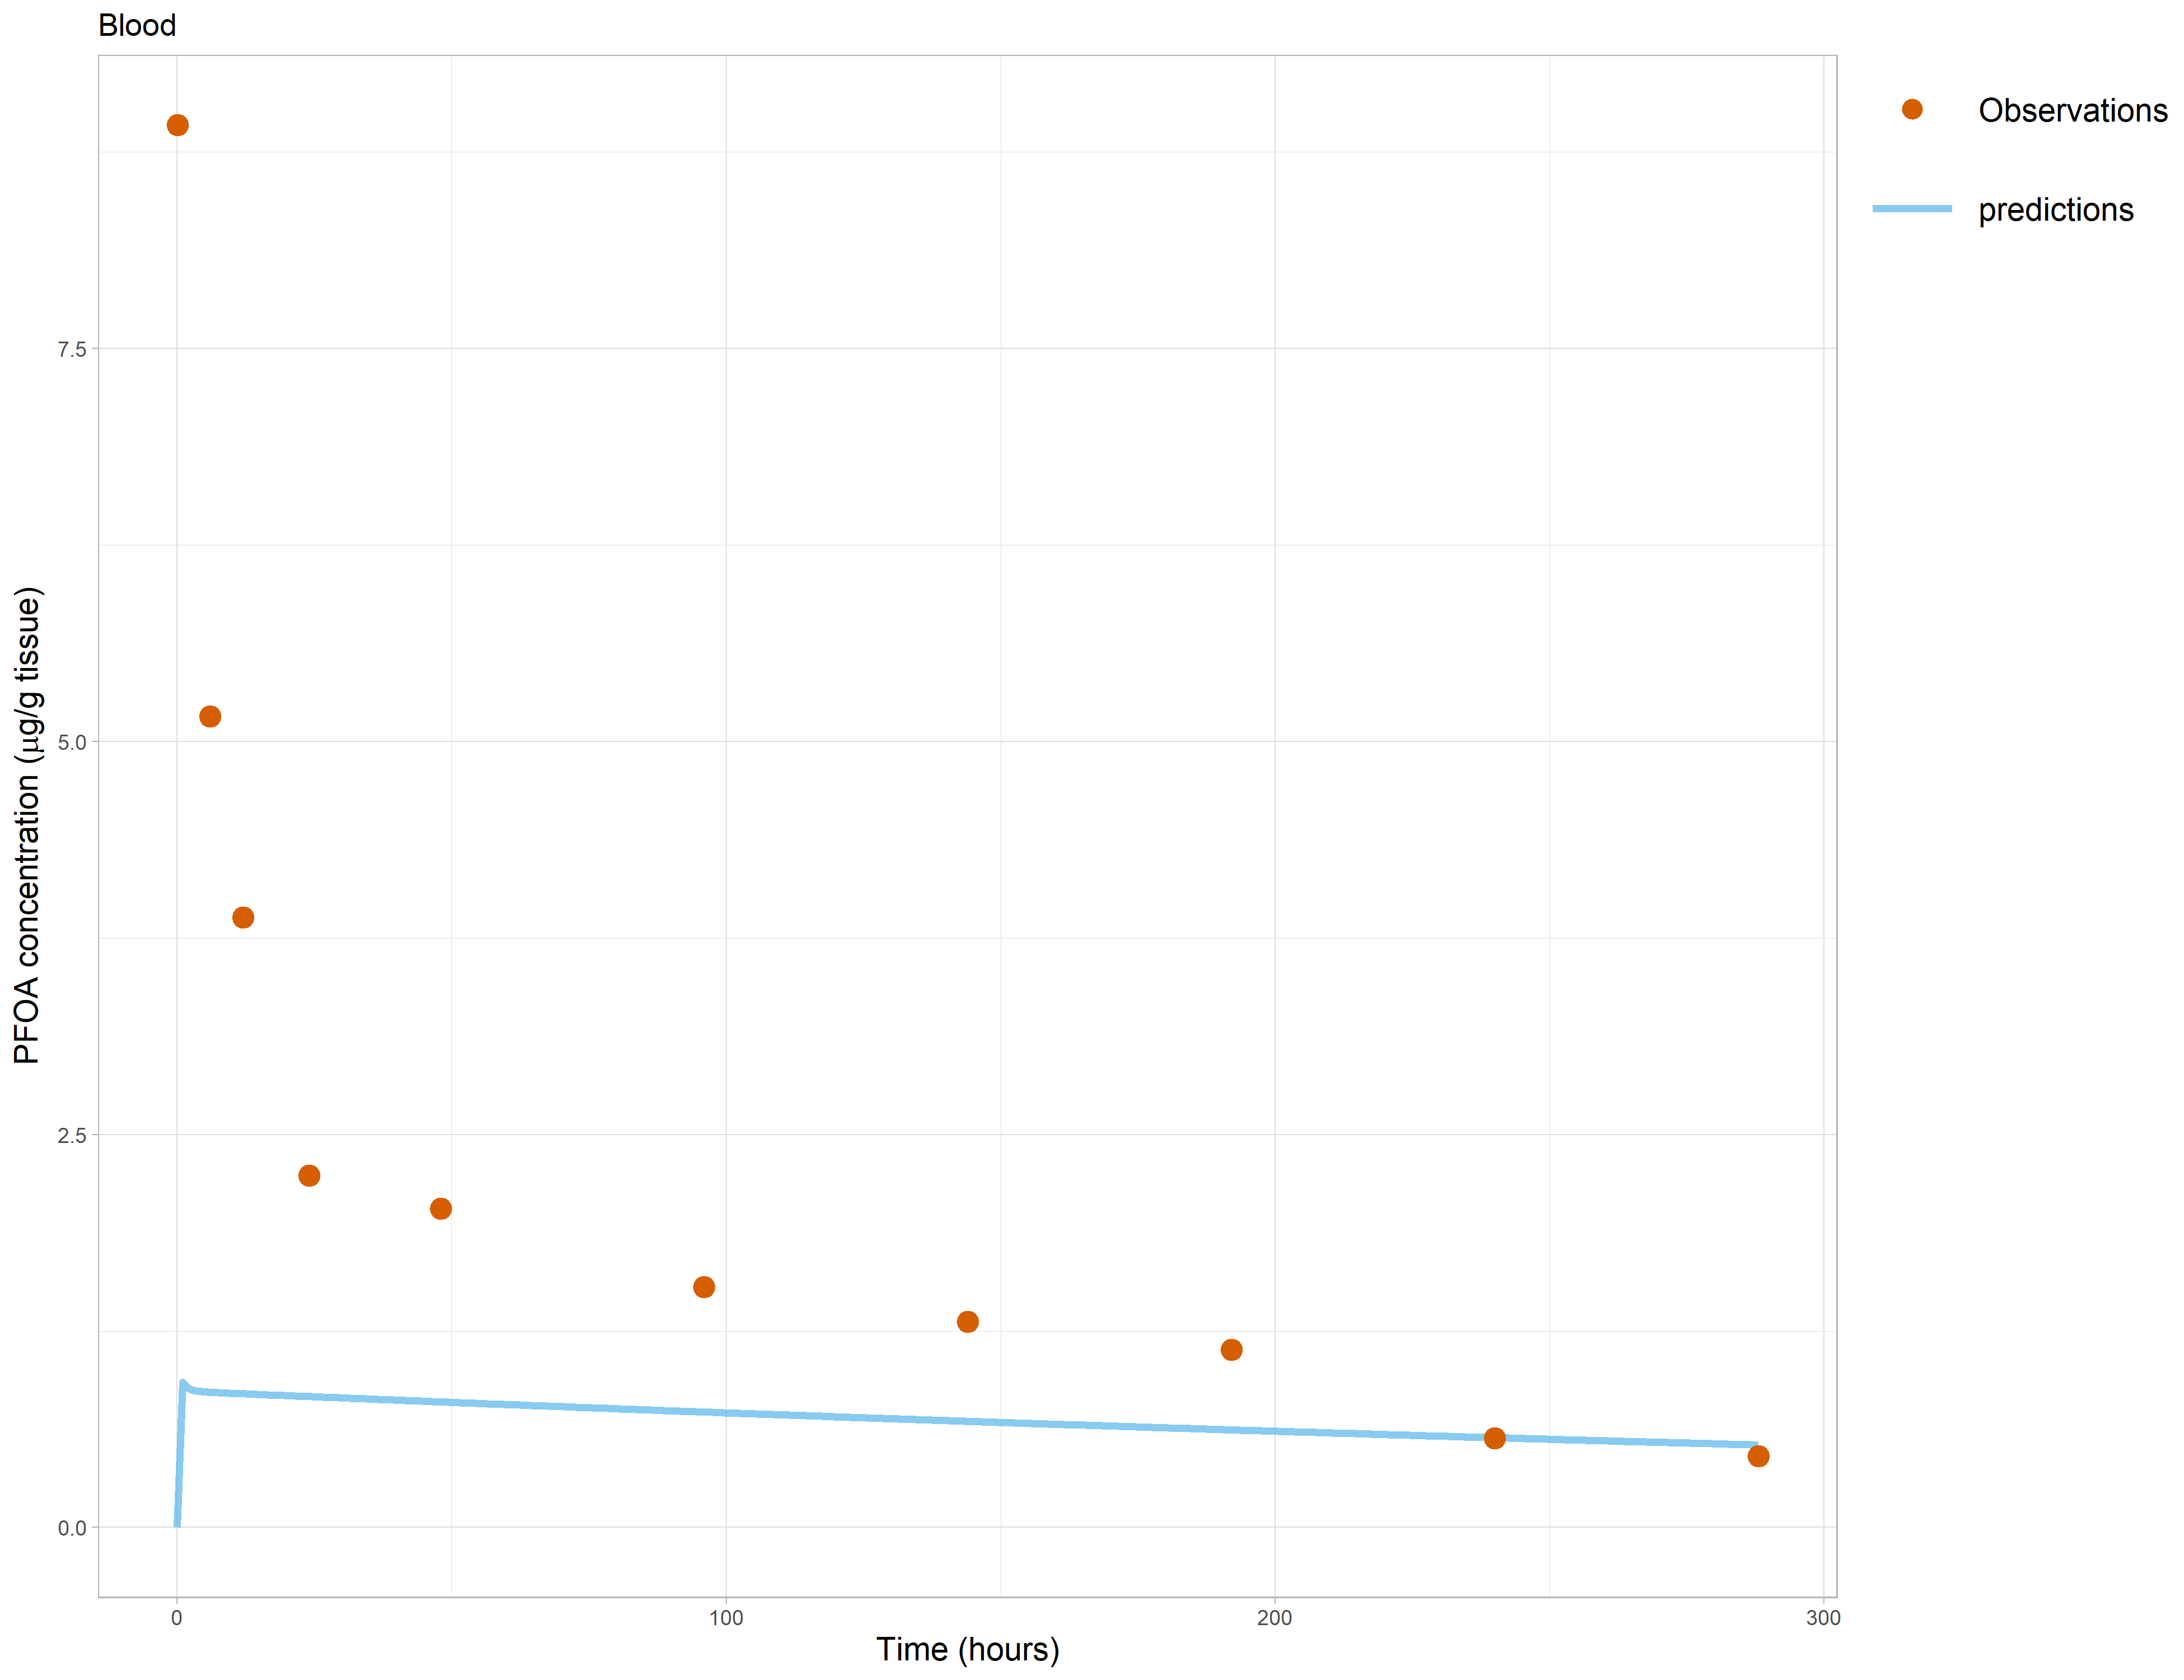 Blood
Observations
predictions
7.5
5.0
2.5
0.0
PFOA concentration (μg/g tissue)
0
100
200
300
Time (hours)